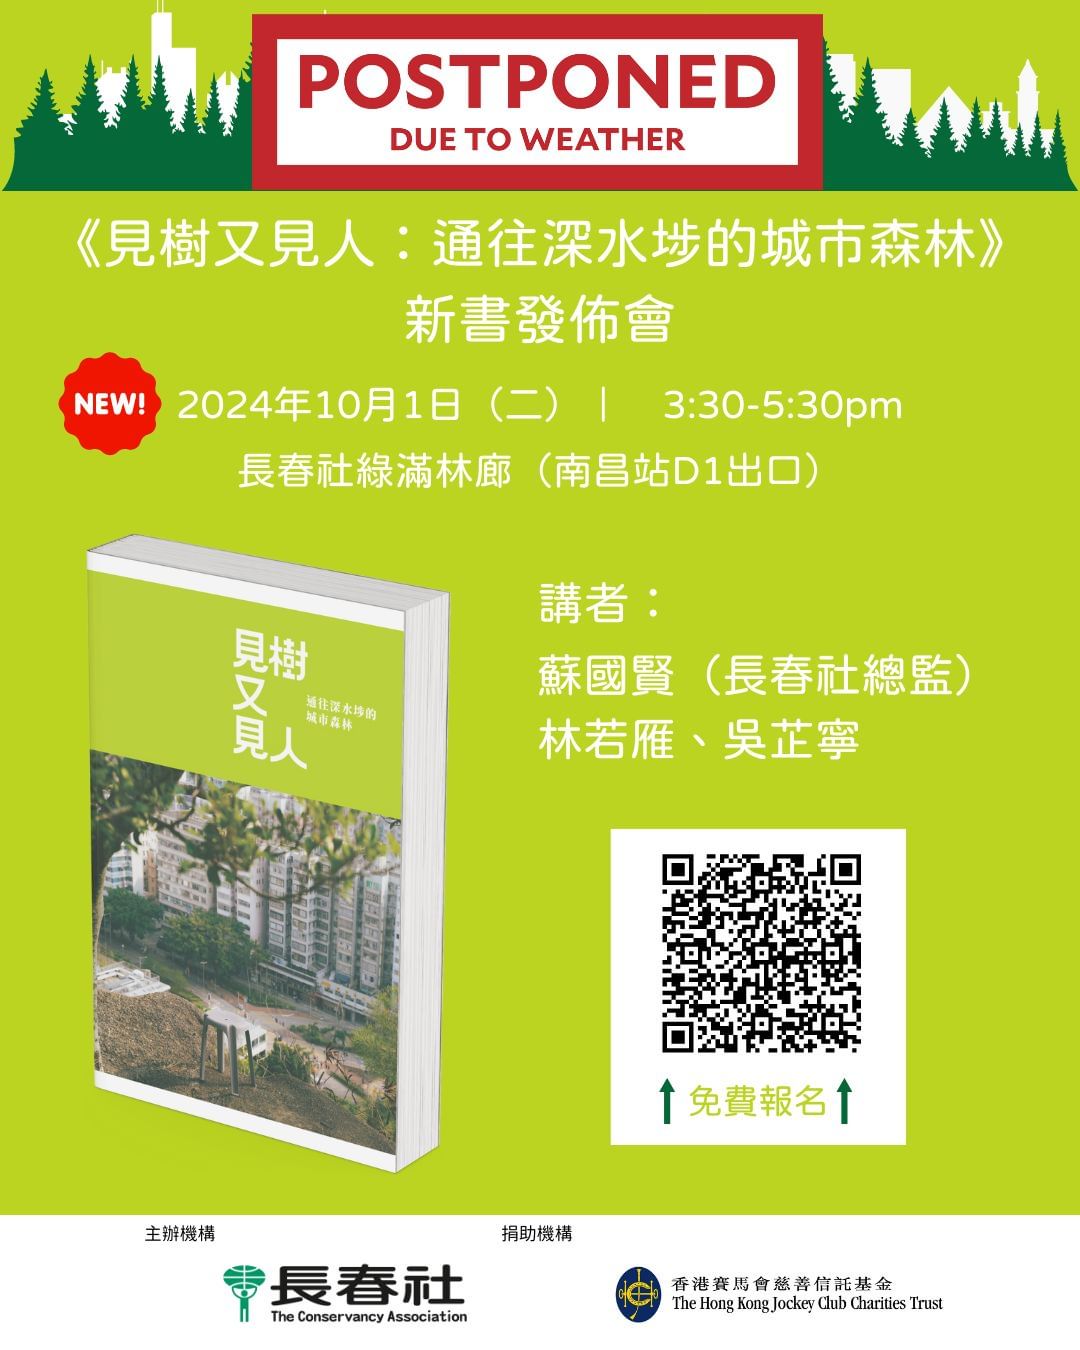 POSTPONED
DUE TO WEATHER
《見樹又見人：通往深水埗的城市森林》
新書發佈會
NEW!
2024年10月1日（二）｜ 3:30-5:30pm
長春社綠滿林廊（南昌站D1出口）
見樹
又
見人
通往深水埗的
城市森林
講者：
蘇國賢（長春社總監）
林若雁、吳芷寧
免費報名
主辦機構
長春社
The Conservancy Association
捐助機構
香港賽馬會慈善信託基金
The Hong Kong Jockey Club Charities Trust